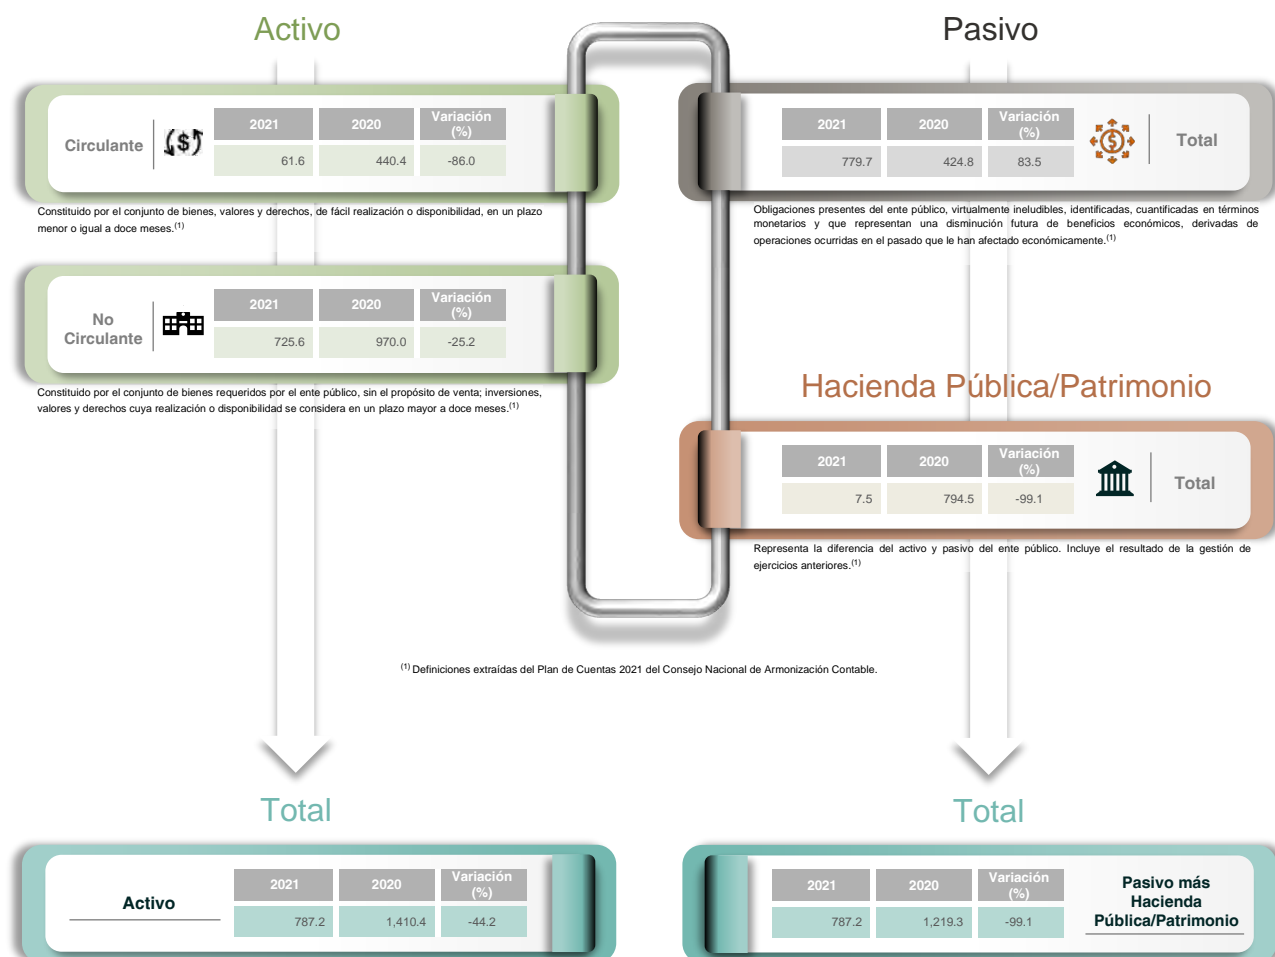 Activo
Circulante
2021 2020 Variación (%)
61.6 440.4 -86.0
Constituido por el conjunto de bienes, valores y derechos, de fácil realización o disponibilidad, en un plazo
menor o igual a doce meses.(1)
No
Circulante
2021 2020 Variación (%)
725.6 970.0 -25.2
Constituido por el conjunto de bienes requeridos por el ente público, sin el propósito de venta; inversiones,
valores y derechos cuya realización o disponibilidad se considera en un plazo mayor a doce meses.(1)
Pasivo
2021 2020 Variación (%)
779.7 424.8 83.5
Total
Obligaciones presentes del ente público, virtualmente ineludibles, identificadas, cuantificadas en términos
monetarios y que representan una disminución futura de beneficios económicos, derivadas de
operaciones ocurridas en el pasado que le han afectado económicamente.(1)
Hacienda Pública/Patrimonio
2021 2020 Variación (%)
7.5 794.5 -99.1
Total
Representa la diferencia del activo y pasivo del ente público. Incluye el resultado de la gestión de
ejercicios anteriores.(1)
(1) Definiciones extraídas del Plan de Cuentas 2021 del Consejo Nacional de Armonización Contable.
Total
Activo
2021 2020 Variación (%)
787.2 1,410.4 -44.2
Total
2021 2020 Variación (%)
787.2 1,219.3 -99.1
Pasivo más
Hacienda
Pública/Patrimonio